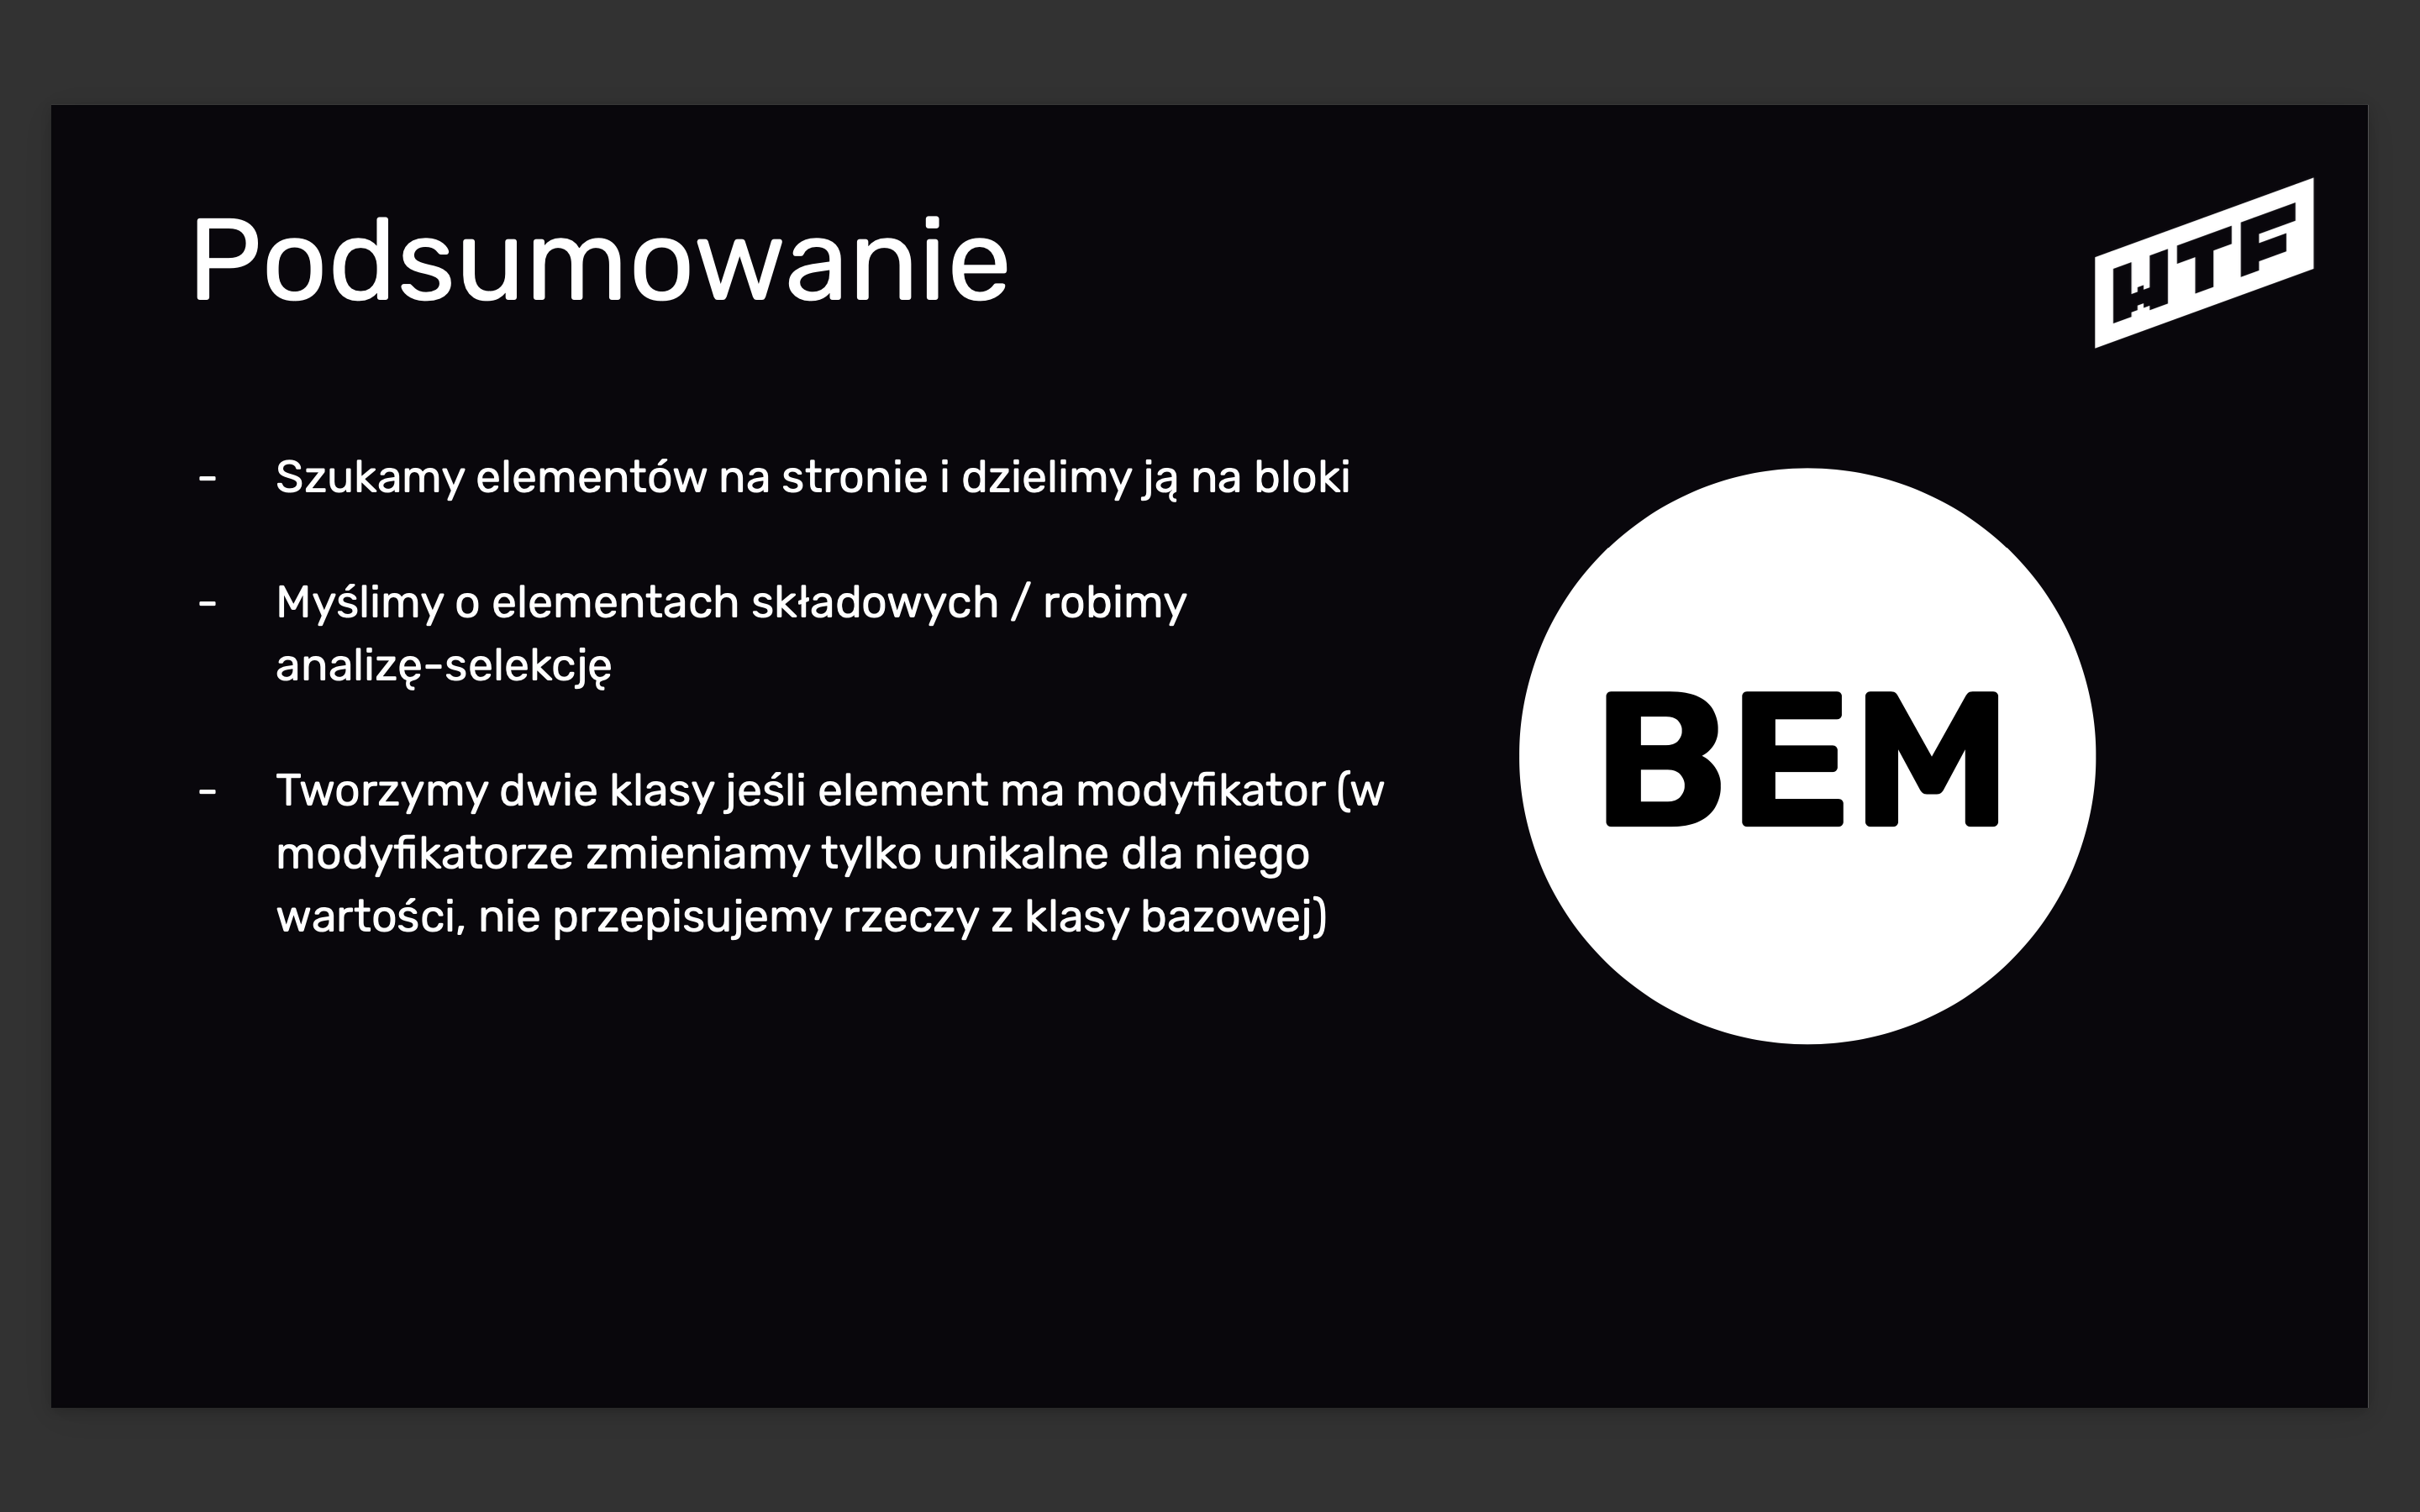 Podsumowanie
WTF
- Szukamy elementów na stronie i dzielimy ją na bloki
- Myślimy o elementach składowych / robimy
analizę-selekcję
- Tworzymy dwie klasy jeśli element ma modyfikator (w
modyfikatorze zmieniamy tylko unikalne dla niego
wartości, nie przepisujemy rzeczy z klasy bazowej)
BEM